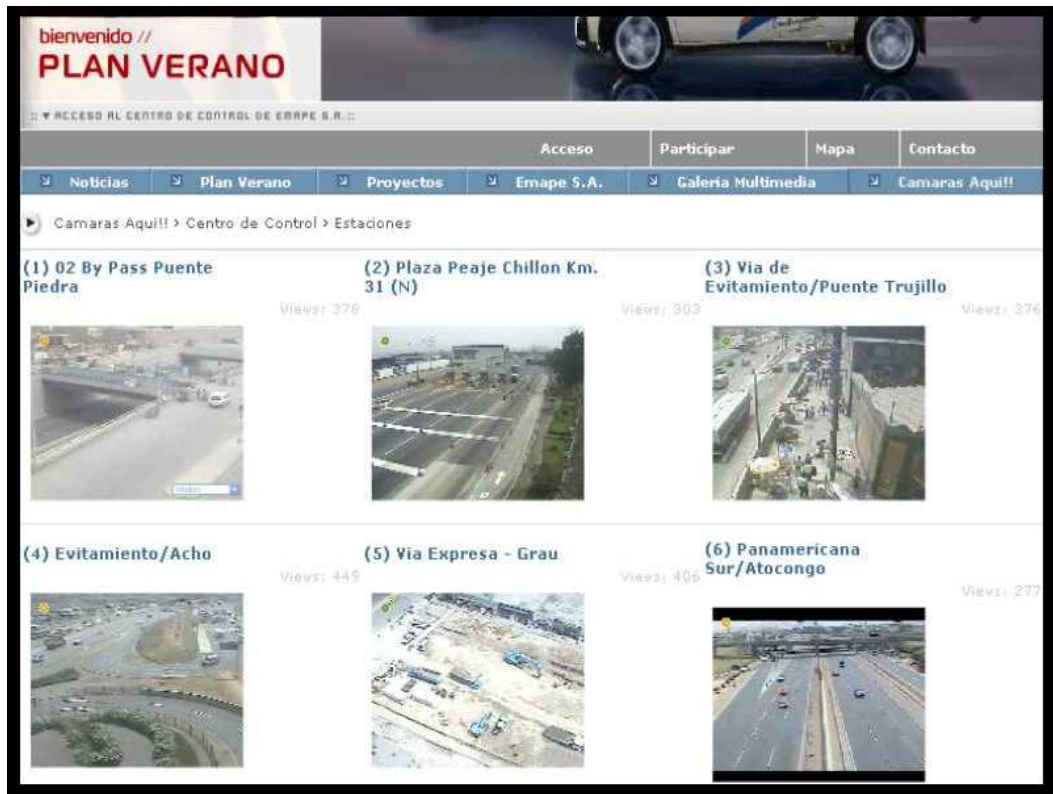 bienvenido //
PLAN VERANO
:: ▼ ACCESO AL CENTRO DE CONTROL DE EMAPE S.A. ::
Acceso Participar Mapa Contacto
Noticias Plan Verano Proyectos Emape S.A. Galeria Multimedia Camaras Aqui!!
Camaras Aqui!! > Centro de Control > Estaciones
(1) 02 By Pass Puente
Piedra
Views: 378
(2) Plaza Peaje Chillon Km.
31 (N)
Views: 303
(3) Via de
Evitamiento/Puente Trujillo
Views: 376
(4) Evitamiento/Acho
Views: 449
(5) Via Expresa - Grau
Views: 406
(6) Panamericana
Sur/Atocongo
Views: 277